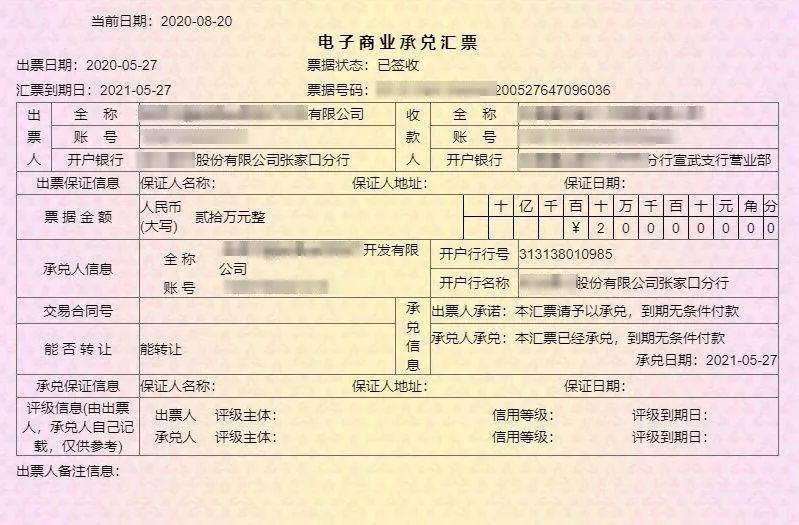 当前日期：2020-08-20
电子商业承兑汇票
出票日期：2020-05-27 票据状态：已签收
汇票到期日：2021-05-27 票据号码： 200527647096036
出票人 全 称 有限公司 收款人 全 称
账 号 账 号
开户银行 股份有限公司张家口分行 开户银行 分行宣武支行营业部
出票保证信息 保证人名称： 保证人地址： 保证日期：
票据金额 人民币(大写) 贰拾万元整 十 亿 千 百 十 万 千 百 十 元 角 分
¥ 2 0 0 0 0 0 0 0
承兑人信息 全 称 开发有限公司 开户行行号 313138010985
账 号 开户行名称 股份有限公司张家口分行
交易合同号 承兑信息 出票人承诺：本汇票请予以承兑，到期无条件付款
能否转让 能转让 承兑人承兑：本汇票已经承兑，到期无条件付款
承兑日期：2021-05-27
承兑保证信息 保证人名称： 保证人地址： 保证日期：
评级信息(由出票人，承兑人自己记载，仅供参考) 出票人 评级主体： 信用等级： 评级到期日：
承兑人 评级主体： 信用等级： 评级到期日：
出票人备注信息：